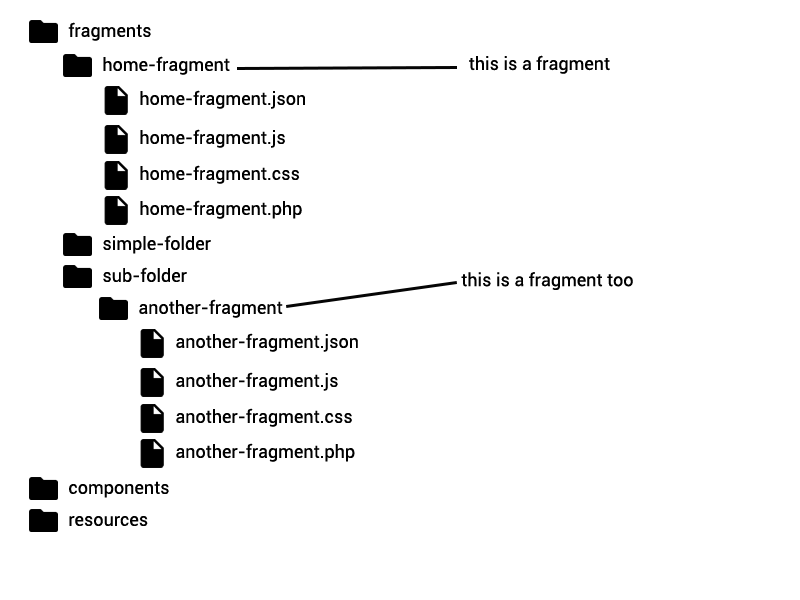 fragments
home-fragment this is a fragment
home-fragment.json
home-fragment.js
home-fragment.css
home-fragment.php
simple-folder
sub-folder
this is a fragment too
another-fragment
another-fragment.json
another-fragment.js
another-fragment.css
another-fragment.php
components
resources